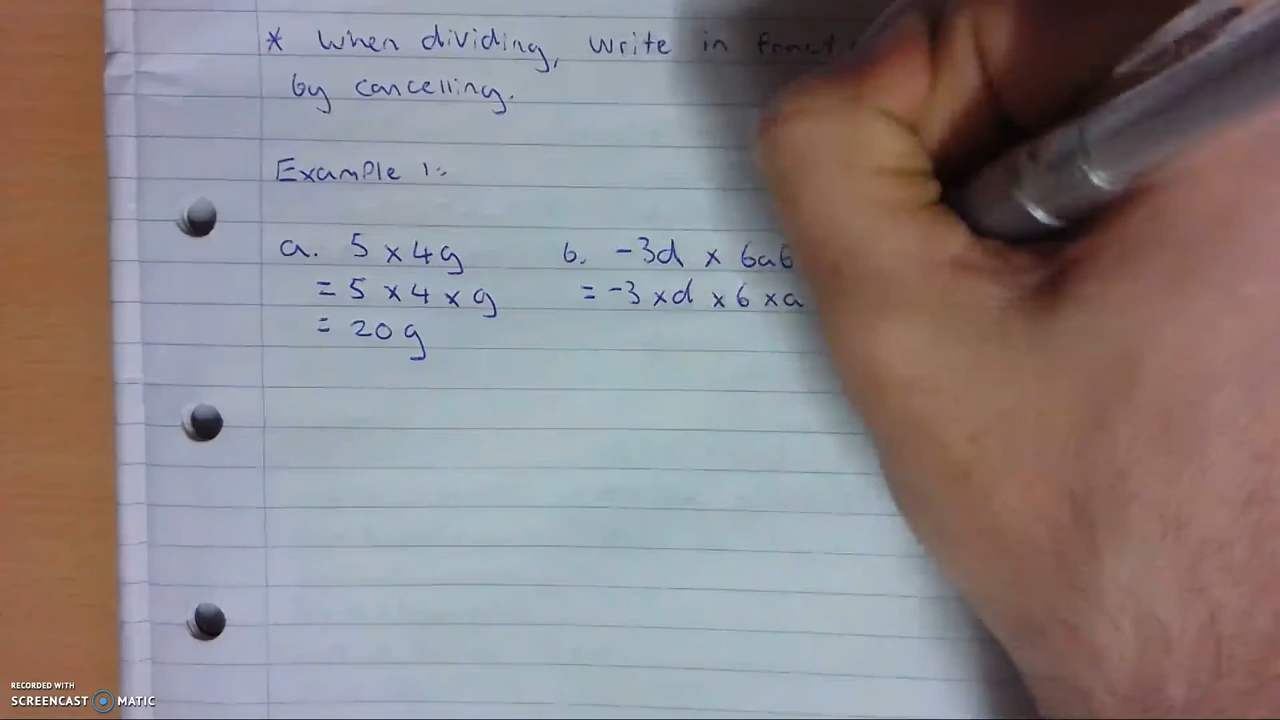 * When dividing, write in
by cancelling.
Example 1:
a. 5 x 4g
= 5 x 4 x g
= 20g
b. -3d x 6ab
= -3 x d x 6 x a
RECORDED WITH
SCREENCAST MATIC